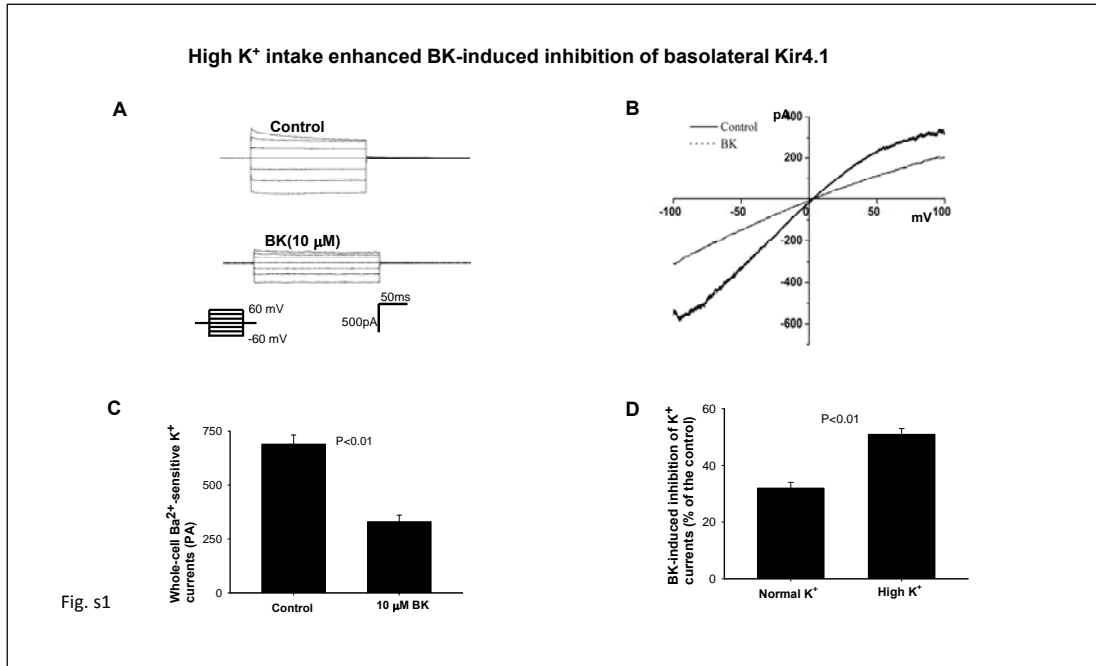 High K⁺ intake enhanced BK-induced inhibition of basolateral Kir4.1
A
Control
BK(10 μM)
60 mV
-60 mV
50ms
500pA
B
pA
Control
BK
400
200
-100
-50
0
50
100
mV
-200
-400
-600
C
Whole-cell Ba²⁺-sensitive K⁺
currents (PA)
750
500
250
0
P<0.01
Control
10 μM BK
D
BK-induced inhibition of K⁺
currents (% of the control)
60
40
20
0
P<0.01
Normal K⁺
High K⁺
Fig. s1